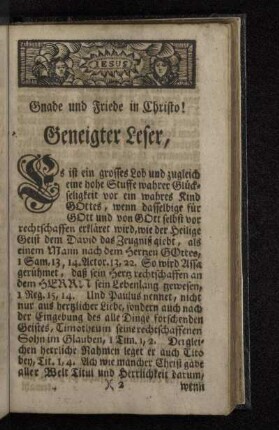 JESUS
Gnade und Friede in Christo!
Geneigter Leser,
Es ist ein grosses Lob und zugleich
eine hohe Stuffe wahrer Glück-
seligkeit vor ein wahres Kind
GOttes, wenn dasselbige für
GOtt und von GOtt selbst vor
rechtschaffen erkläret wird, wie der Heilige
Geist dem David das Zeugniß giebt, als
einem Mann nach dem Hertzen GOttes,
1 Sam. 13, 14. Actor. 13, 22. So wird Assa
gerühmet, daß sein Hertz rechtschaffen an
dem HERRN sein Lebenlang gewesen,
1 Reg. 15, 14. Und Paulus nennet, nicht
nur aus hertzlicher Liebe, sondern auch nach
der Eingebung des alle Dinge forschenden
Geistes, Timotheum seine rechtschaffenen
Sohn im Glauben, 1 Tim. 1, 2. Dergleі
chen herrliche Nahmen leget er auch Tito
bey, Tit. 1, 4. Ach wie mancher Christ gäbe
aller Welt Titul und Herrlichkeit darum,
)( 2 wenn